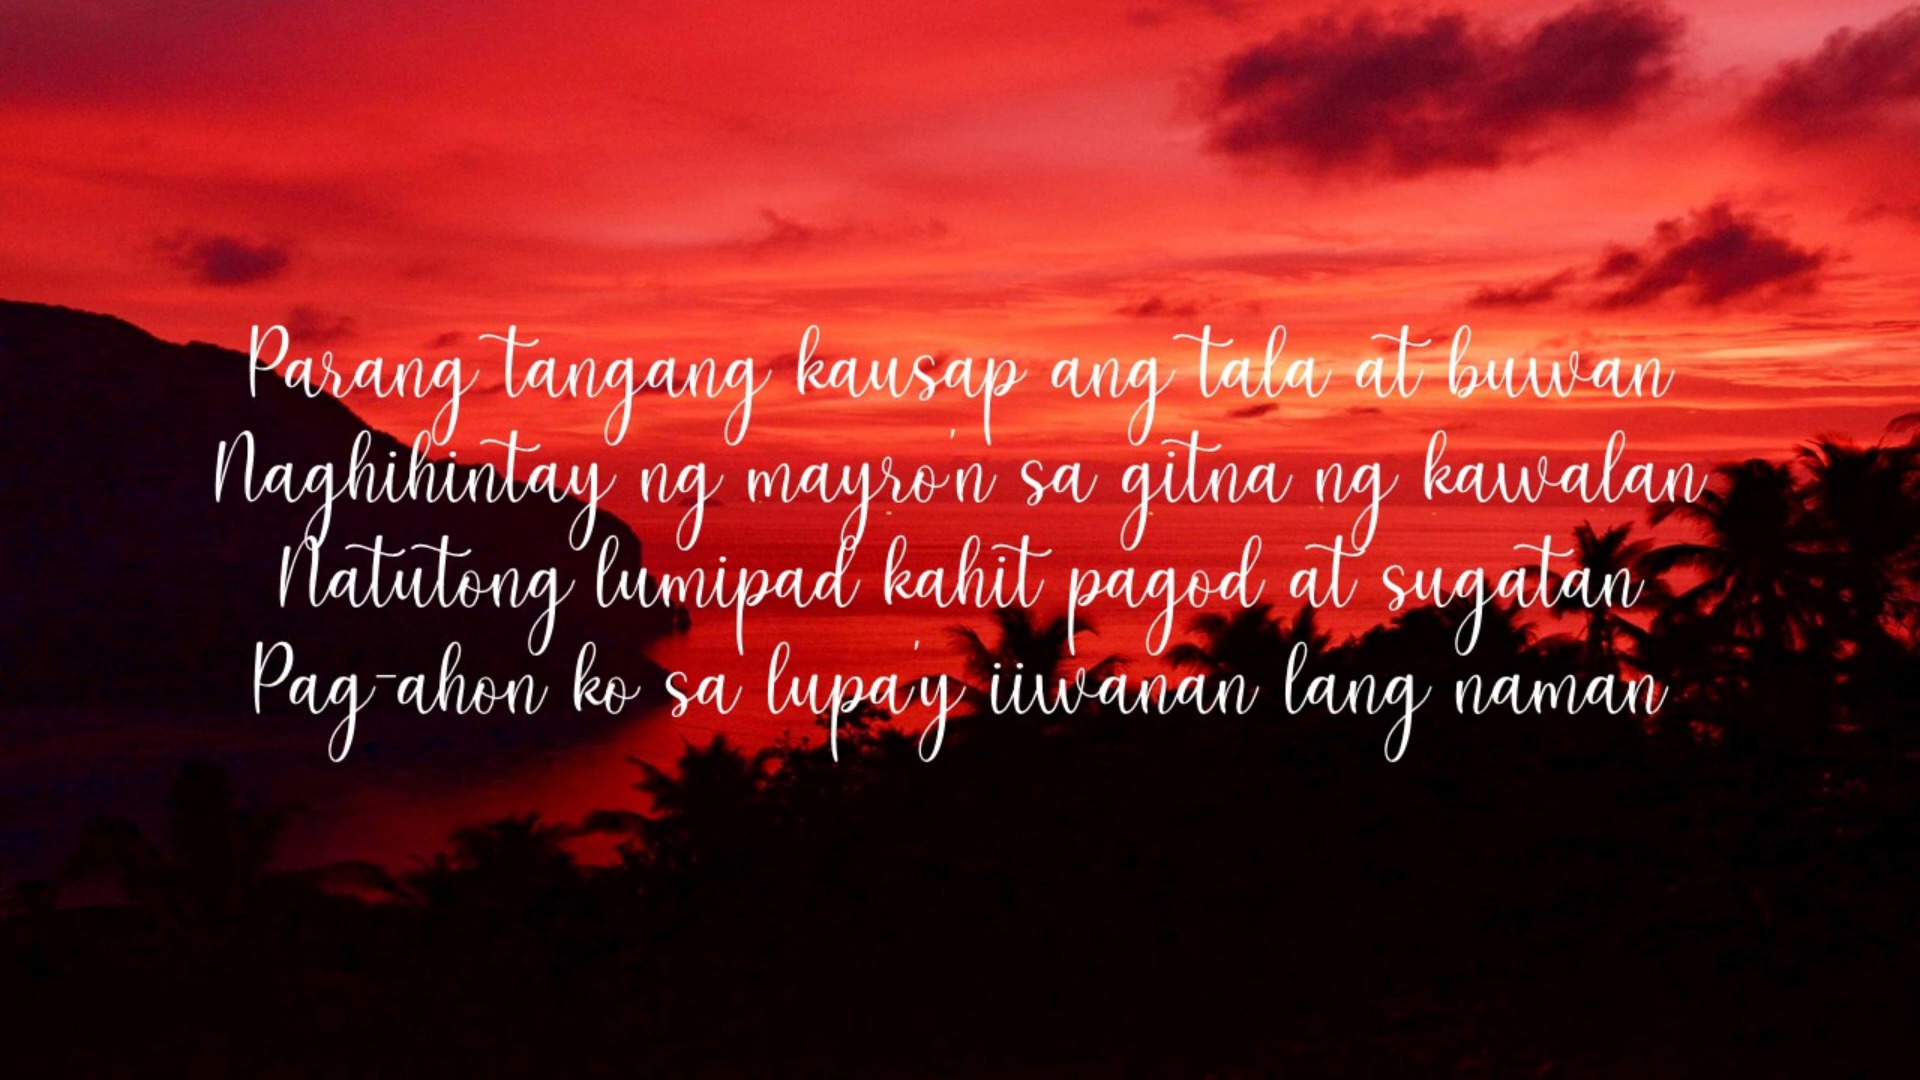 Parang tangang kausap ang tala at buwan
Naghihintay ng mayro'n sa gitna ng kawalan
Natutong lumipad kahit pagod at sugatan
Pag-ahon ko sa lupa'y iiwanan lang naman